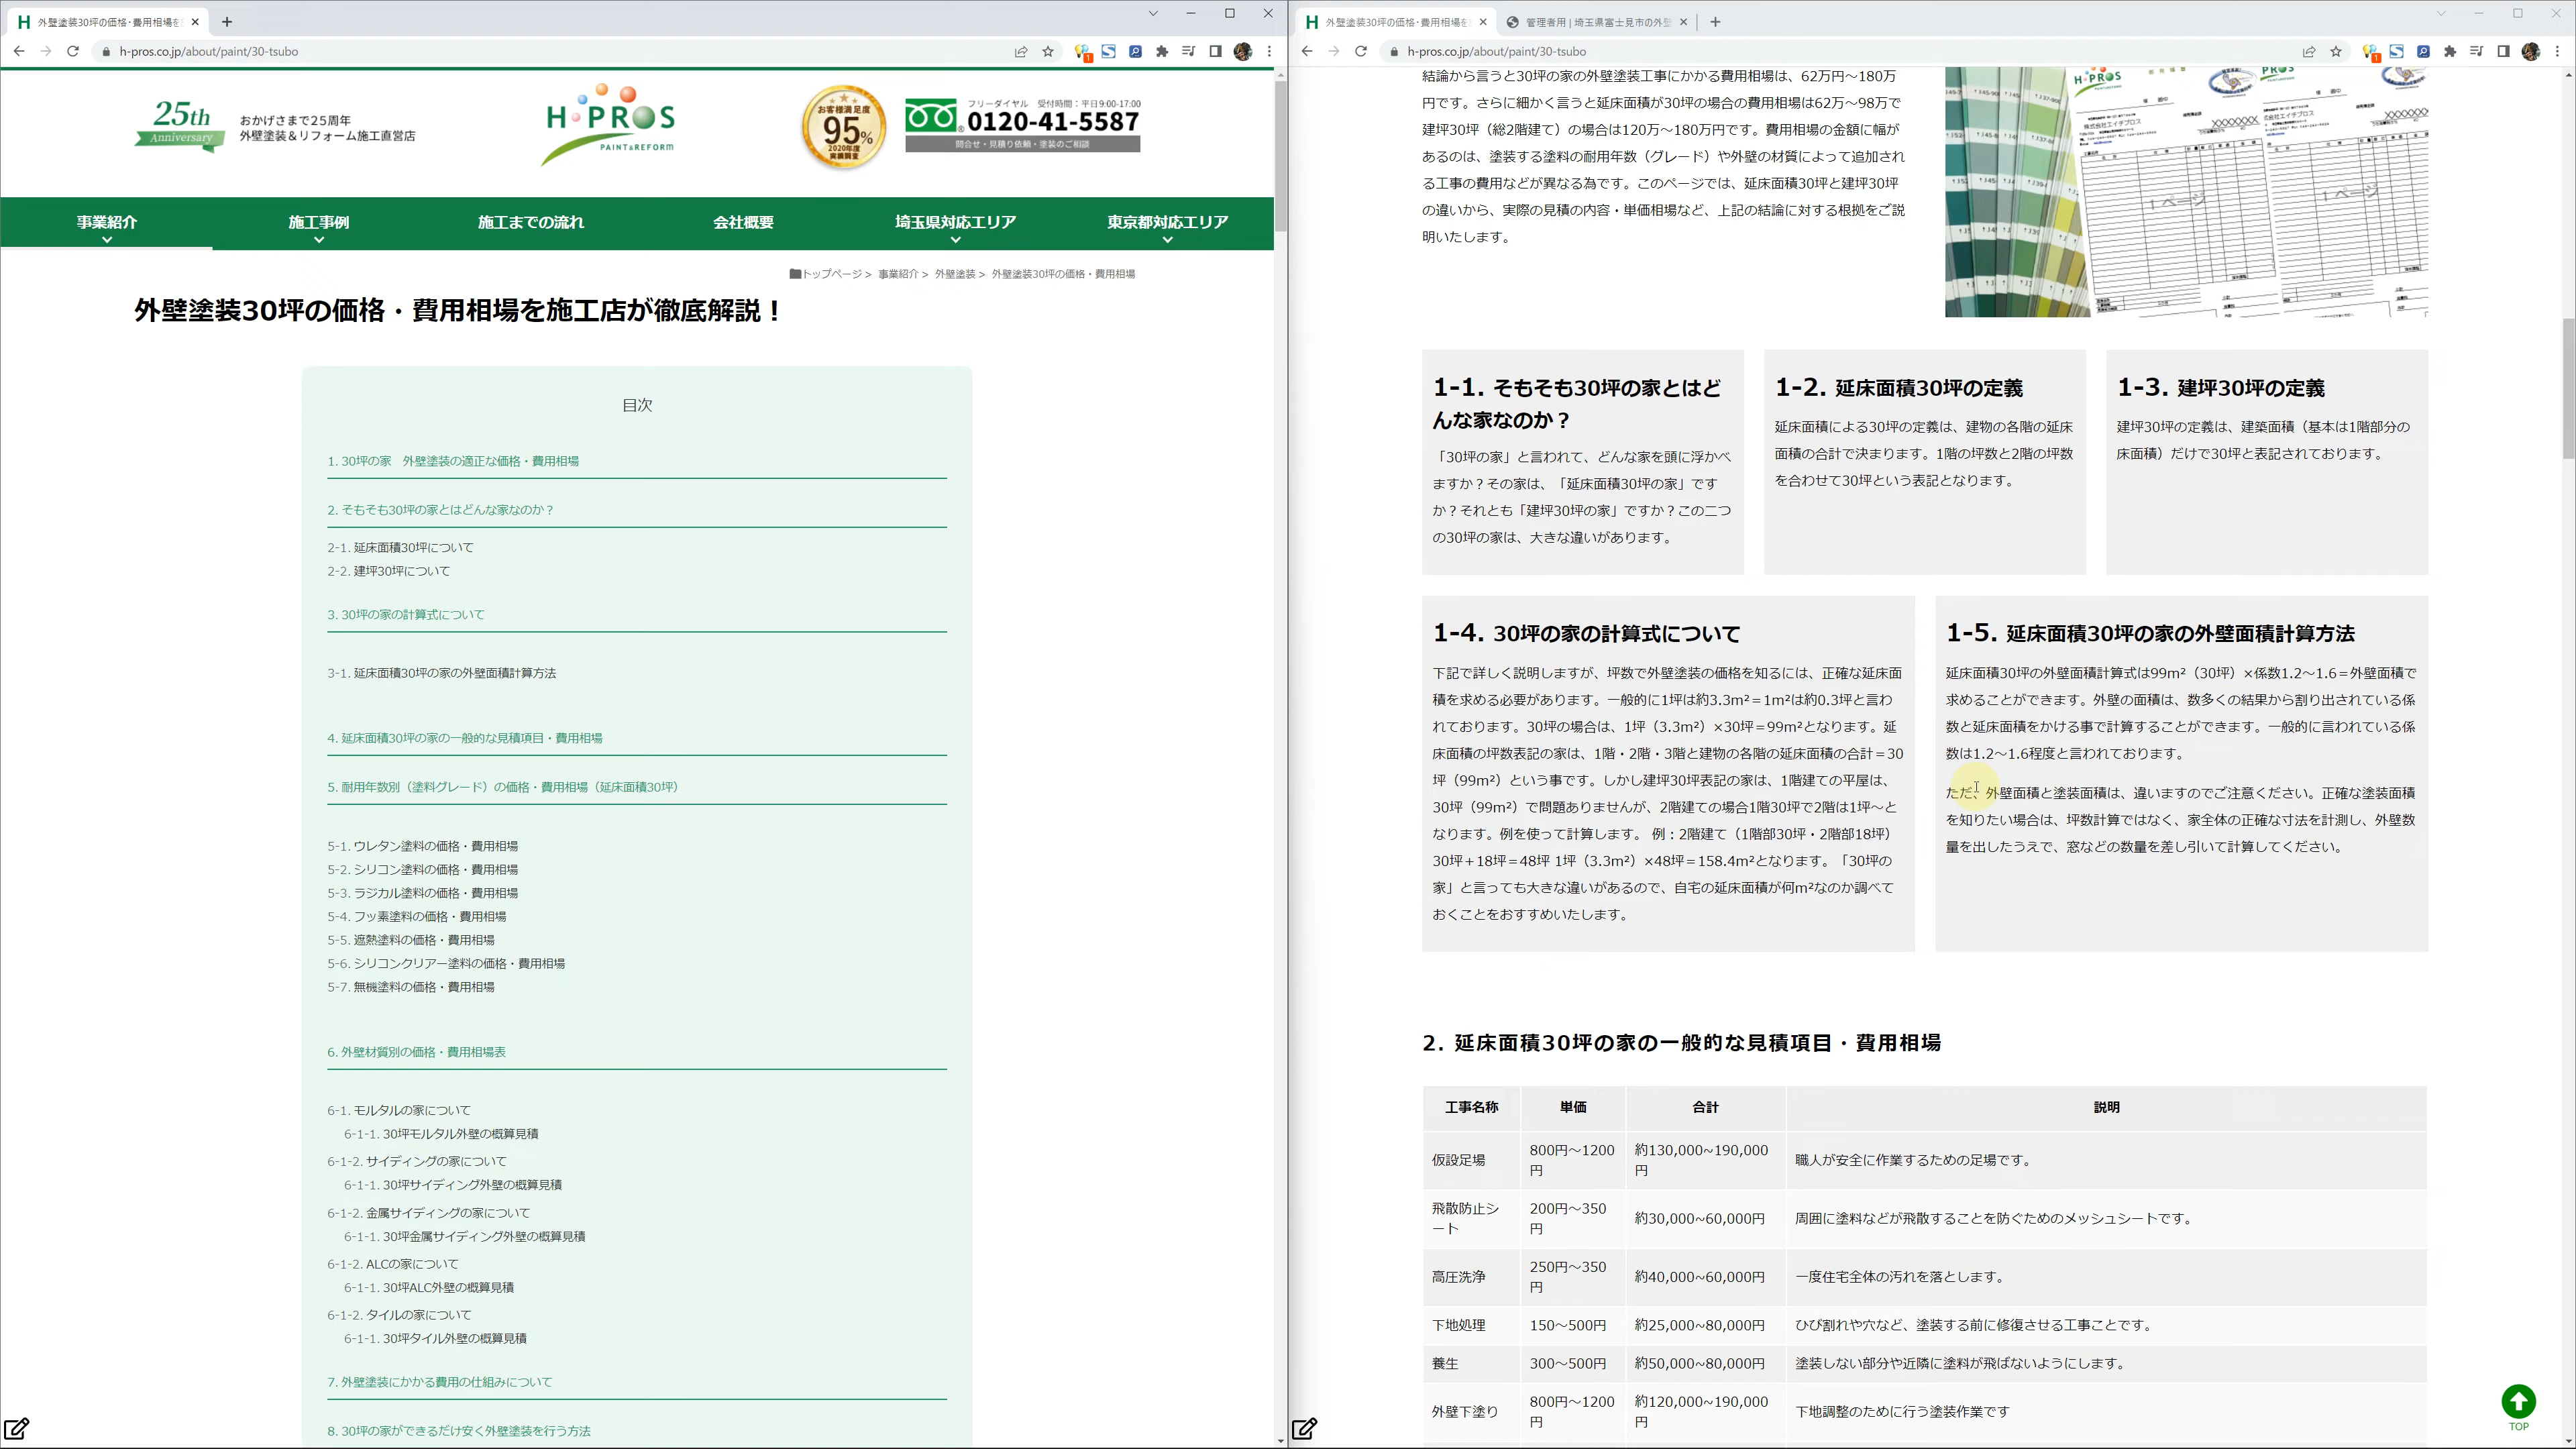 外壁塗装30坪の価格・費用相場を
h-pros.co.jp/about/paint/30-tsubo
25th
Anniversary
おかげさまで25周年
外壁塗装＆リフォーム施工直営店
H-PROS
PAINT&REFORM
お客様満足度
95%
2020年度
実績調査
フリーダイヤル 受付時間：平日9:00-17:00
0120-41-5587
問合せ・見積り依頼・塗装のご相談
事業紹介
施工事例
施工までの流れ
会社概要
埼玉県対応エリア
東京都対応エリア
トップページ > 事業紹介 > 外壁塗装 > 外壁塗装30坪の価格・費用相場
外壁塗装30坪の価格・費用相場を施工店が徹底解説！
目次
1. 30坪の家　外壁塗装の適正な価格・費用相場
2. そもそも30坪の家とはどんな家なのか？
2-1. 延床面積30坪について
2-2. 建坪30坪について
3. 30坪の家の計算式について
3-1. 延床面積30坪の家の外壁面積計算方法
4. 延床面積30坪の家の一般的な見積項目・費用相場
5. 耐用年数別（塗料グレード）の価格・費用相場（延床面積30坪）
5-1. ウレタン塗料の価格・費用相場
5-2. シリコン塗料の価格・費用相場
5-3. ラジカル塗料の価格・費用相場
5-4. フッ素塗料の価格・費用相場
5-5. 遮熱塗料の価格・費用相場
5-6. シリコンクリアー塗料の価格・費用相場
5-7. 無機塗料の価格・費用相場
6. 外壁材質別の価格・費用相場表
6-1. モルタルの家について
6-1-1. 30坪モルタル外壁の概算見積
6-1-2. サイディングの家について
6-1-1. 30坪サイディング外壁の概算見積
6-1-2. 金属サイディングの家について
6-1-1. 30坪金属サイディング外壁の概算見積
6-1-2. ALCの家について
6-1-1. 30坪ALC外壁の概算見積
6-1-2. タイルの家について
6-1-1. 30坪タイル外壁の概算見積
7. 外壁塗装にかかる費用の仕組みについて
8. 30坪の家ができるだけ安く外壁塗装を行う方法
外壁塗装30坪の価格・費用相場を
管理者用 | 埼玉県富士見市の外壁
h-pros.co.jp/about/paint/30-tsubo
結論から言うと30坪の家の外壁塗装工事にかかる費用相場は、62万円～180万
円です。さらに細かく言うと延床面積が30坪の場合の費用相場は62万～98万で
建坪30坪（総2階建て）の場合は120万～180万円です。費用相場の金額に幅が
あるのは、塗装する塗料の耐用年数（グレード）や外壁の材質によって追加され
る工事の費用などが異なる為です。このページでは、延床面積30坪と建坪30坪
の違いから、実際の見積の内容・単価相場など、上記の結論に対する根拠をご説
明いたします。
H-PROS
株式会社エイチプロス
1 ページ
1 ページ
1-1. そもそも30坪の家とはど
んな家なのか？
「30坪の家」と言われて、どんな家を頭に浮かべ
ますか？その家は、「延床面積30坪の家」です
か？それとも「建坪30坪の家」ですか？この二つ
の30坪の家は、大きな違いがあります。
1-2. 延床面積30坪の定義
延床面積による30坪の定義は、建物の各階の延床
面積の合計で決まります。1階の坪数と2階の坪数
を合わせて30坪という表記となります。
1-3. 建坪30坪の定義
建坪30坪の定義は、建築面積（基本は1階部分の
床面積）だけで30坪と表記されております。
1-4. 30坪の家の計算式について
下記で詳しく説明しますが、坪数で外壁塗装の価格を知るには、正確な延床面
積を求める必要があります。一般的に1坪は約3.3m²＝1m²は約0.3坪と言わ
れております。30坪の場合は、1坪（3.3m²）×30坪＝99m²となります。延
床面積の坪数表記の家は、1階・2階・3階と建物の各階の延床面積の合計＝30
坪（99m²）という事です。しかし建坪30坪表記の家は、1階建ての平屋は、
30坪（99m²）で問題ありませんが、2階建ての場合1階30坪で2階は1坪～と
なります。例を使って計算します。 例：2階建て（1階部30坪・2階部18坪）
30坪＋18坪＝48坪 1坪（3.3m²）×48坪＝158.4m²となります。「30坪の
家」と言っても大きな違いがあるので、自宅の延床面積が何m²なのか調べて
おくことをおすすめいたします。
1-5. 延床面積30坪の家の外壁面積計算方法
延床面積30坪の外壁面積計算式は99m²（30坪）×係数1.2～1.6＝外壁面積で
求めることができます。外壁の面積は、数多くの結果から割り出されている係
数と延床面積をかける事で計算することができます。一般的に言われている係
数は1.2～1.6程度と言われております。
ただ、外壁面積と塗装面積は、違いますのでご注意ください。正確な塗装面積
を知りたい場合は、坪数計算ではなく、家全体の正確な寸法を計測し、外壁数
量を出したうえで、窓などの数量を差し引いて計算してください。
2. 延床面積30坪の家の一般的な見積項目・費用相場
工事名称 単価 合計 説明
仮設足場 800円～1200円 約130,000~190,000円 職人が安全に作業するための足場です。
飛散防止シート 200円～350円 約30,000~60,000円 周囲に塗料などが飛散することを防ぐためのメッシュシートです。
高圧洗浄 250円～350円 約40,000~60,000円 一度住宅全体の汚れを落とします。
下地処理 150～500円 約25,000~80,000円 ひび割れや穴など、塗装する前に修復させる工事ことです。
養生 300～500円 約50,000~80,000円 塗装しない部分や近隣に塗料が飛ばないようにします。
外壁下塗り 800円～1200円 約120,000~190,000円 下地調整のために行う塗装作業です
TOP